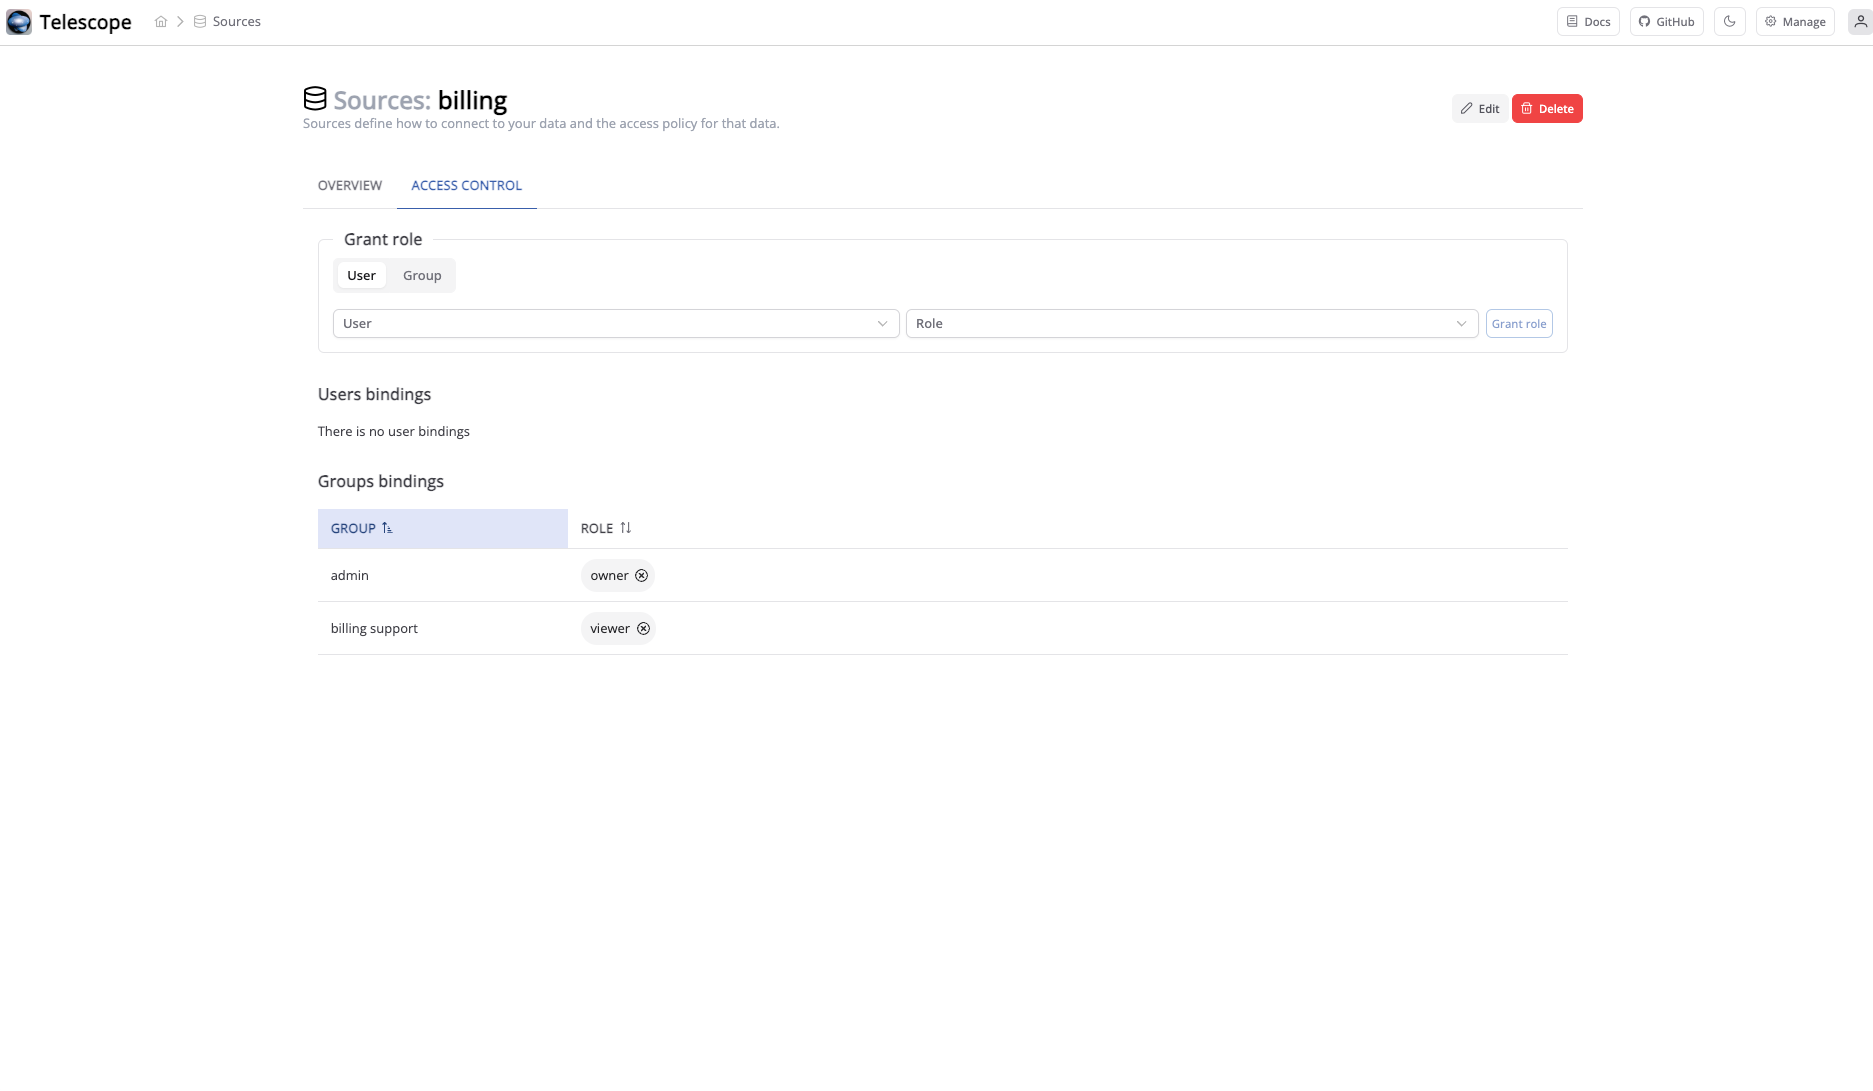 Telescope
Sources
Docs
GitHub
Manage
Sources: billing
Sources define how to connect to your data and the access policy for that data.
Edit
Delete
OVERVIEW
ACCESS CONTROL
Grant role
User
Group
User
Role
Grant role
Users bindings
There is no user bindings
Groups bindings
GROUP
ROLE
admin
owner
billing support
viewer